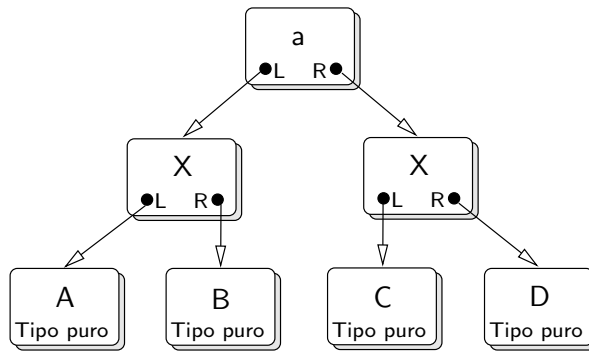 a
L R
X X
L R L R
A B C D
Tipo puro Tipo puro Tipo puro Tipo puro